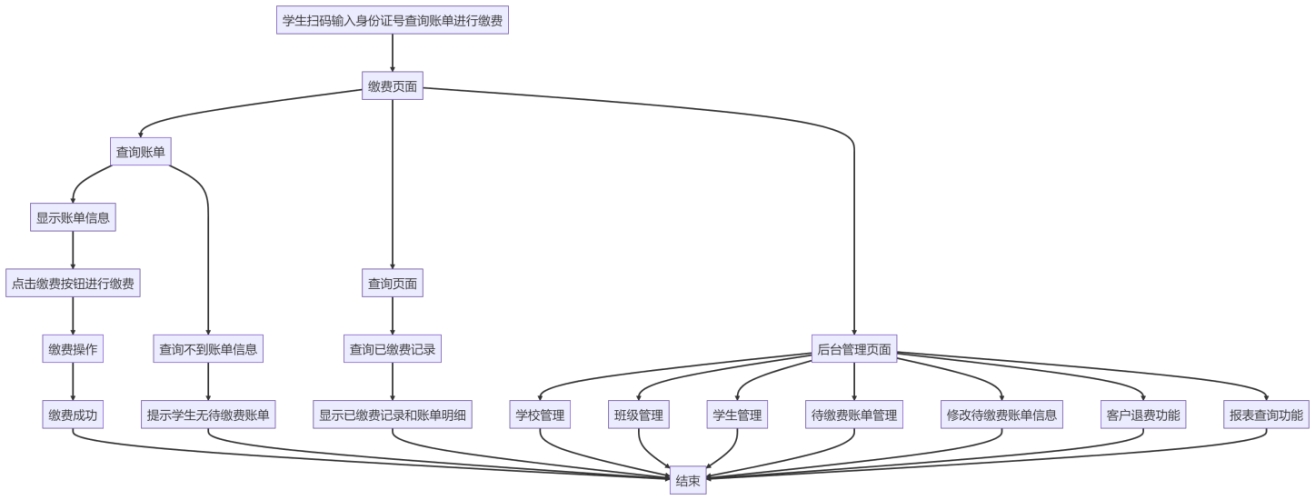 学生扫码输入身份证号查询账单进行缴费
缴费页面
查询账单
显示账单信息
点击缴费按钮进行缴费
查询页面
缴费操作
查询不到账单信息
查询已缴费记录
后台管理页面
缴费成功
提示学生无待缴费账单
显示已缴费记录和账单明细
学校管理
班级管理
学生管理
待缴费账单管理
修改待缴费账单信息
客户退费功能
报表查询功能
结束